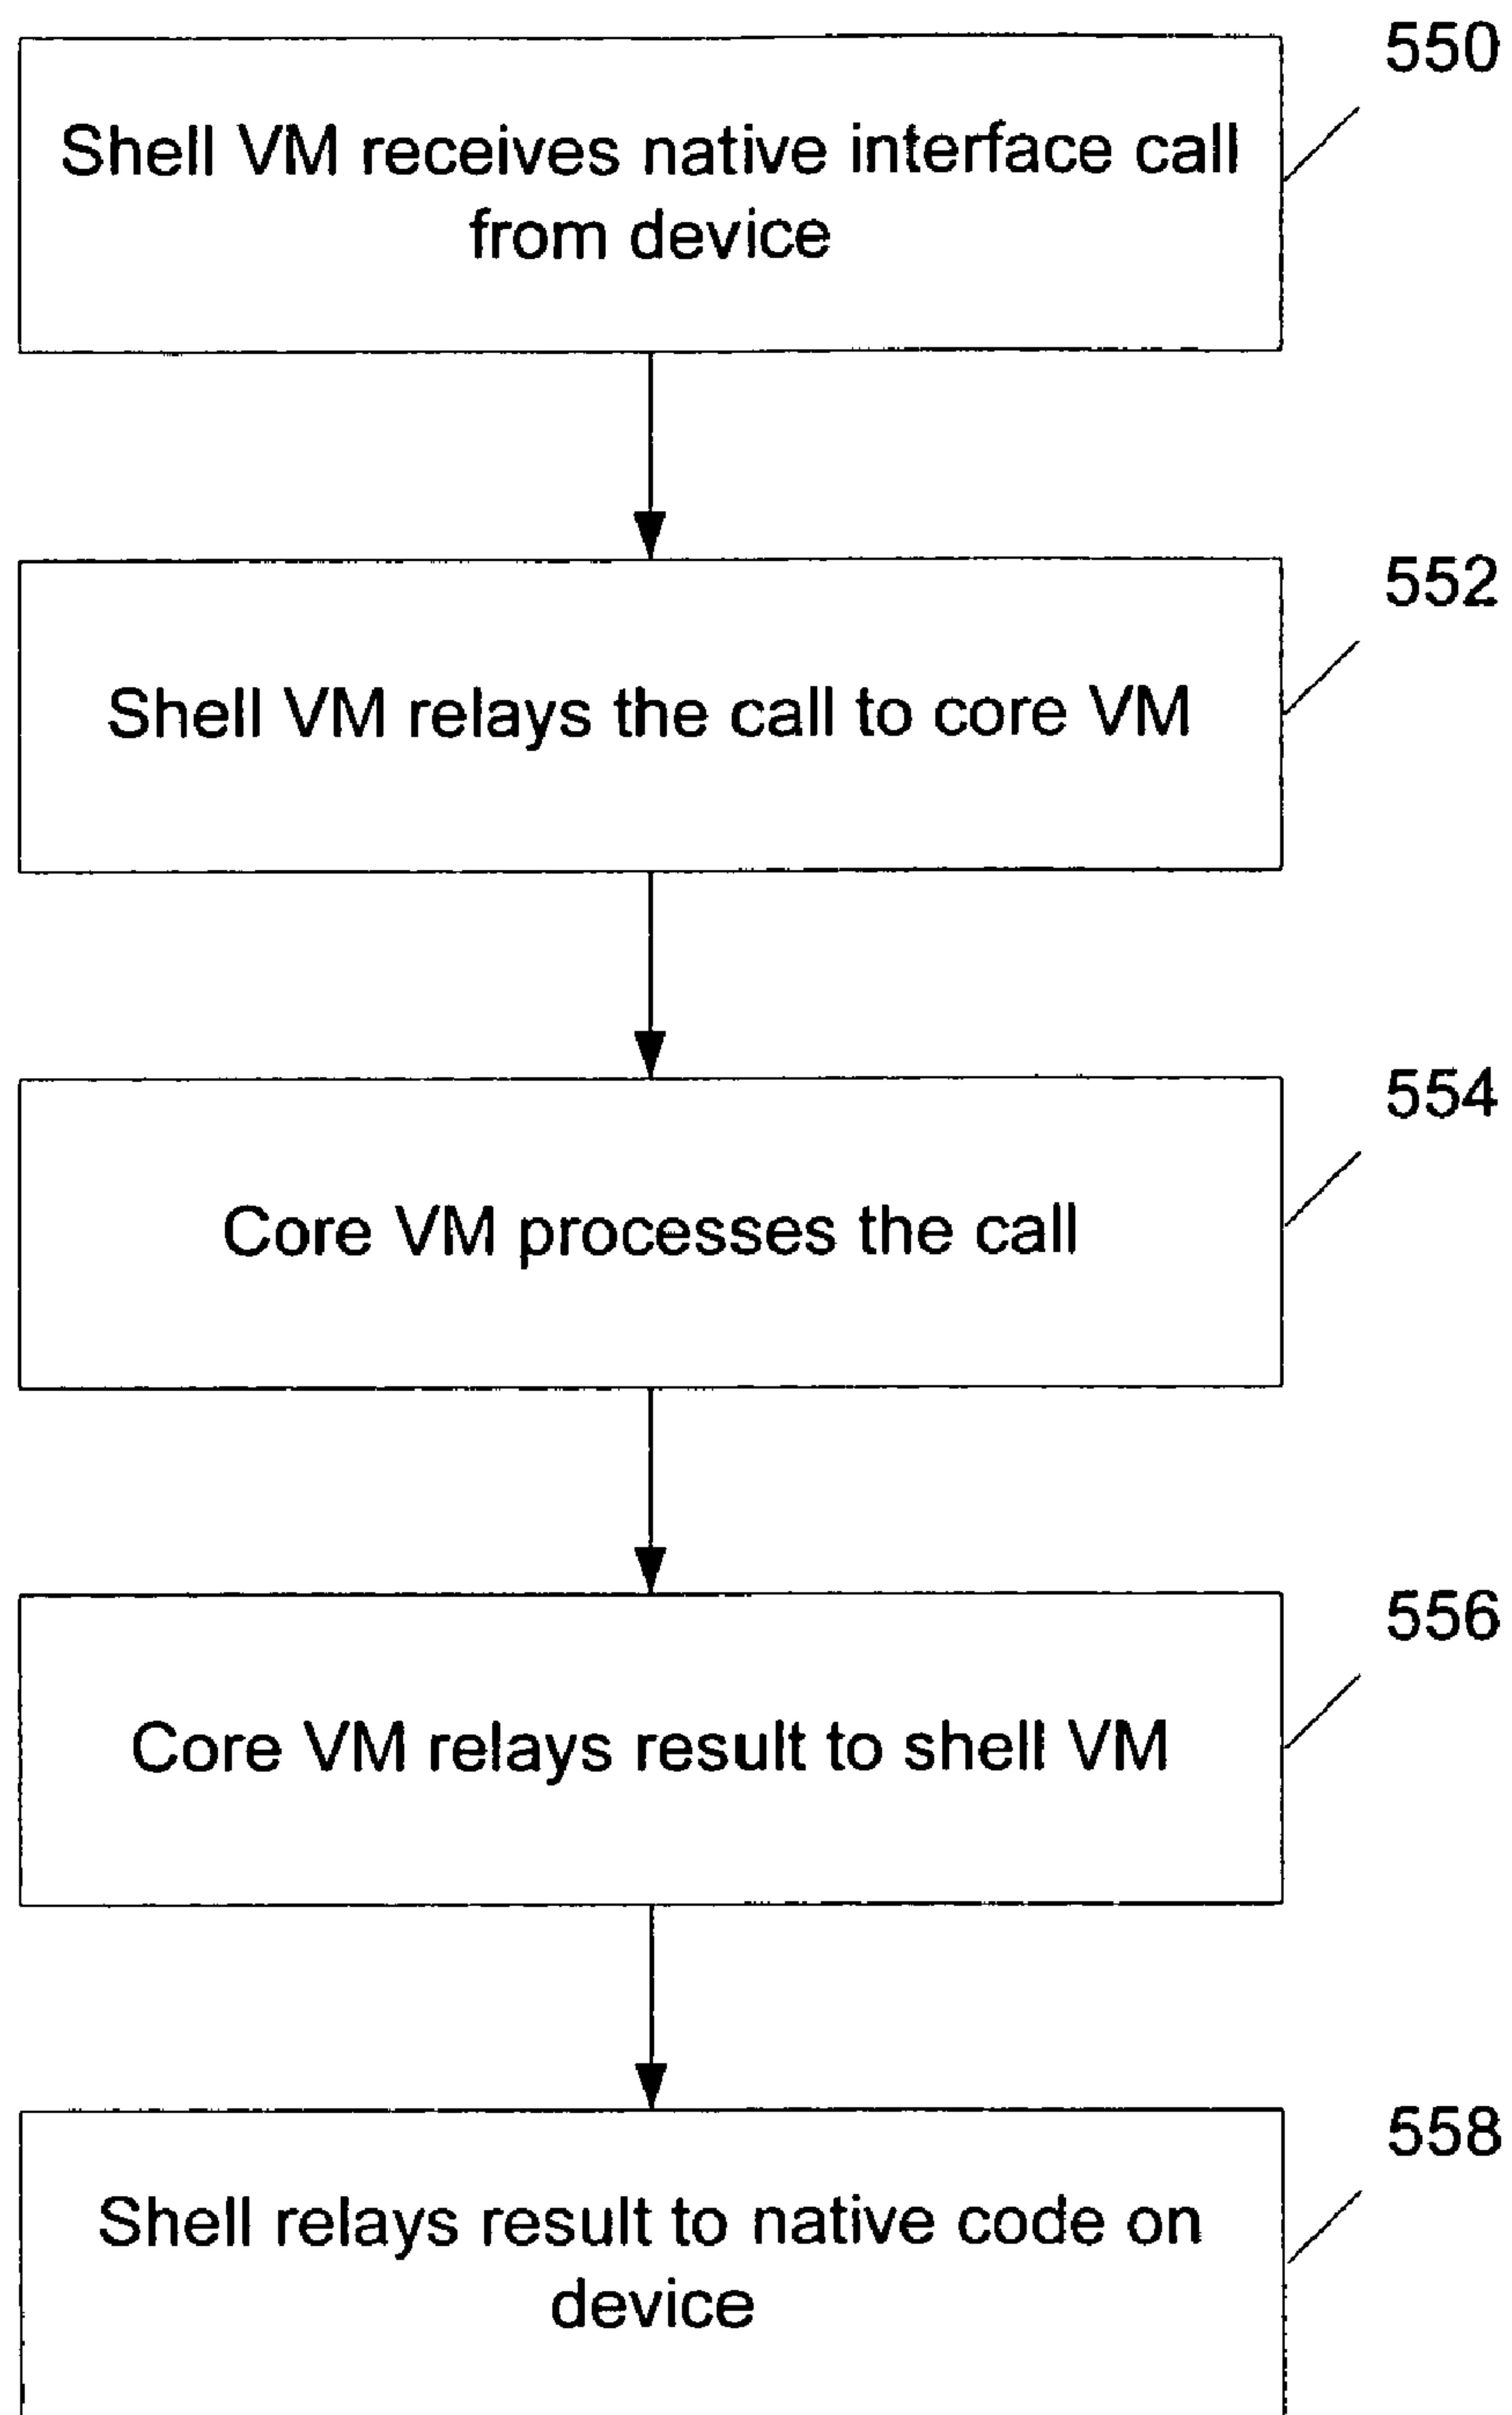 550
Shell VM receives native interface call
from device
552
Shell VM relays the call to core VM
554
Core VM processes the call
556
Core VM relays result to shell VM
558
Shell relays result to native code on
device